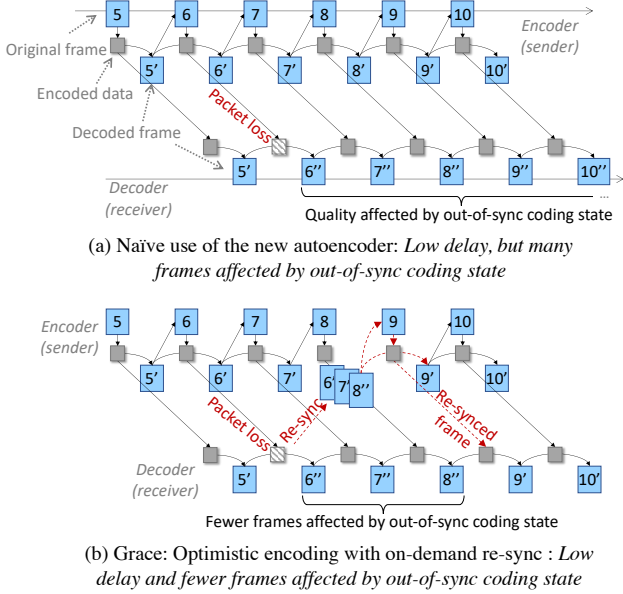 5 6 7 8 9 10
Encoder
(sender)
Original frame
5′ 6′ 7′ 8′ 9′ 10′
Encoded data
Packet loss
Decoded frame
5′ 6′′ 7′′ 8′′ 9′′ 10′′
Decoder
(receiver)
...
Quality affected by out-of-sync coding state
(a) Naïve use of the new autoencoder: Low delay, but many
frames affected by out-of-sync coding state
5 6 7 8 9 10
Encoder
(sender)
5′ 6′ 7′ 6′ 7′ 8′′ 9′ 10′
Packet loss
Re-sync
Re-synced
frame
Decoder
(receiver)
5′ 6′′ 7′′ 8′′ 9′ 10′
Fewer frames affected by out-of-sync coding state
(b) Grace: Optimistic encoding with on-demand re-sync : Low
delay and fewer frames affected by out-of-sync coding state